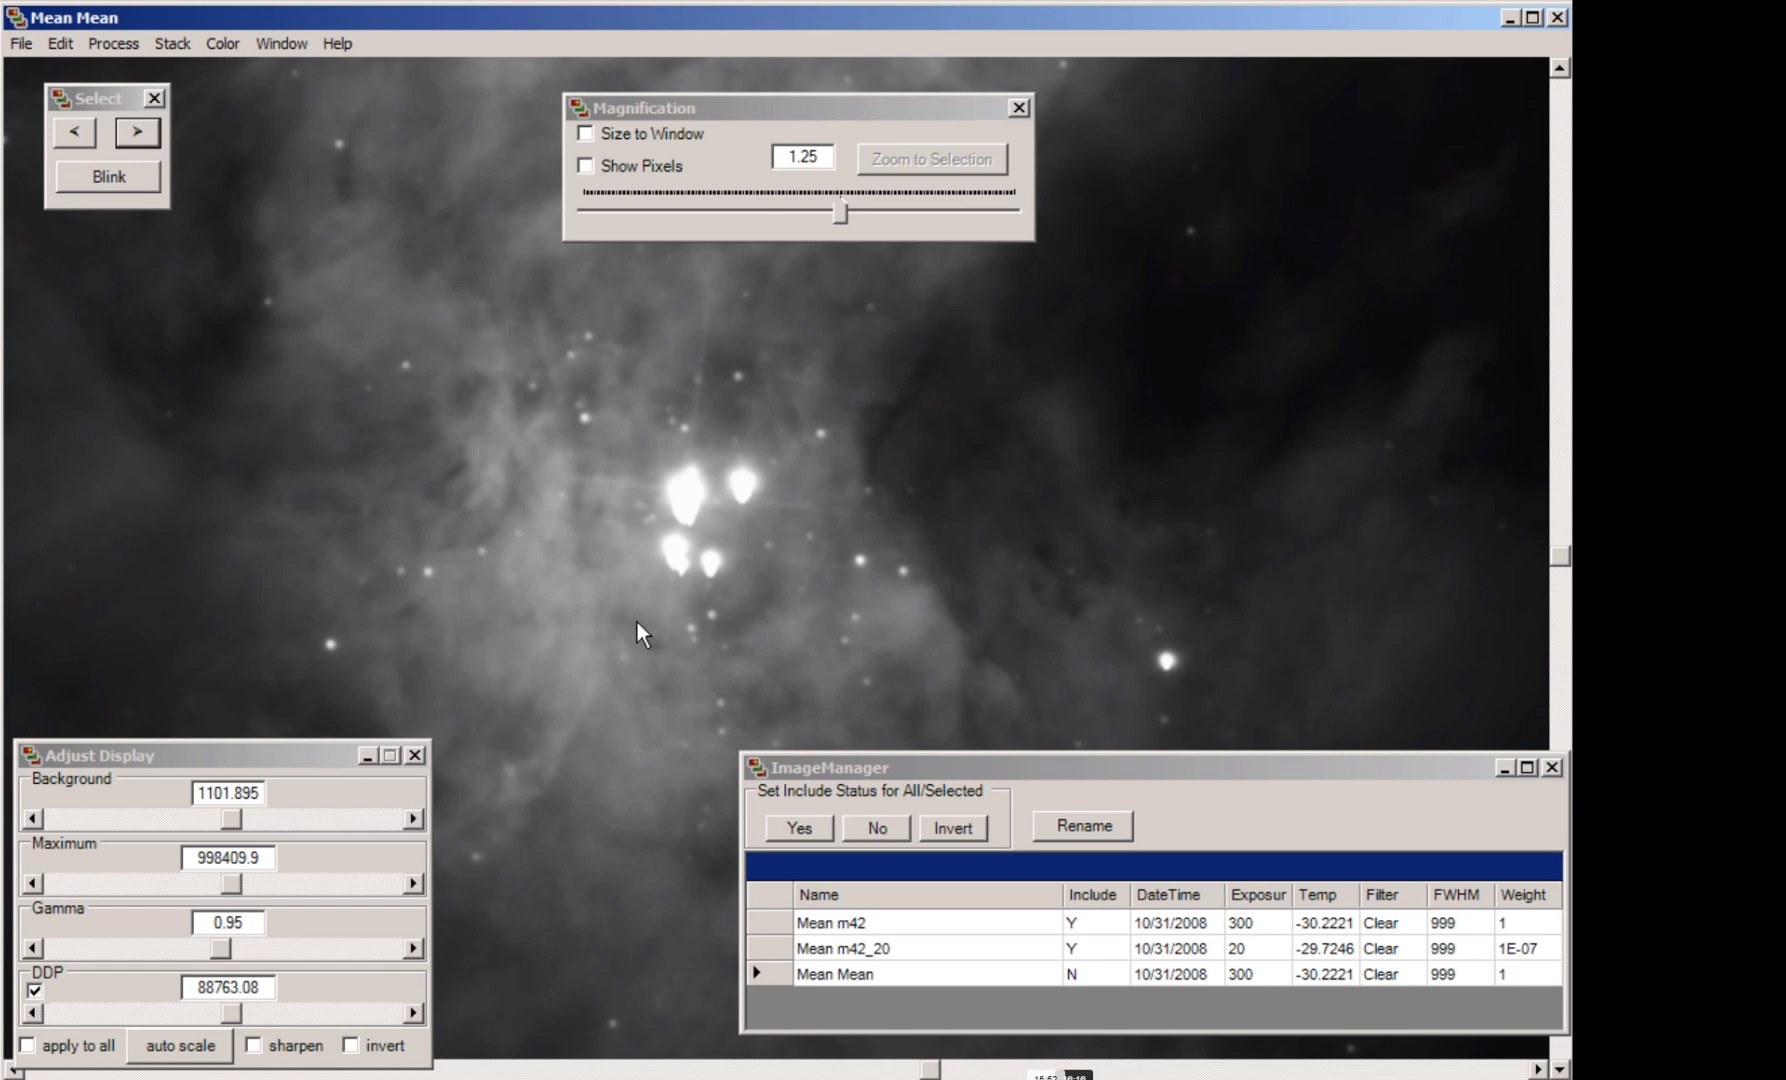 Mean Mean
File Edit Process Stack Color Window Help
Select
<
>
Blink
Magnification
Size to Window
Show Pixels
1.25
Zoom to Selection
Adjust Display
Background
1101.895
Maximum
998409.9
Gamma
0.95
DDP
88763.08
apply to all
auto scale
sharpen
invert
ImageManager
Set Include Status for All/Selected
Yes No Invert Rename
Name Include DateTime Exposur Temp Filter FWHM Weight
Mean m42 Y 10/31/2008 300 -30.2221 Clear 999 1
Mean m42_20 Y 10/31/2008 20 -29.7246 Clear 999 1E-07
Mean Mean N 10/31/2008 300 -30.2221 Clear 999 1